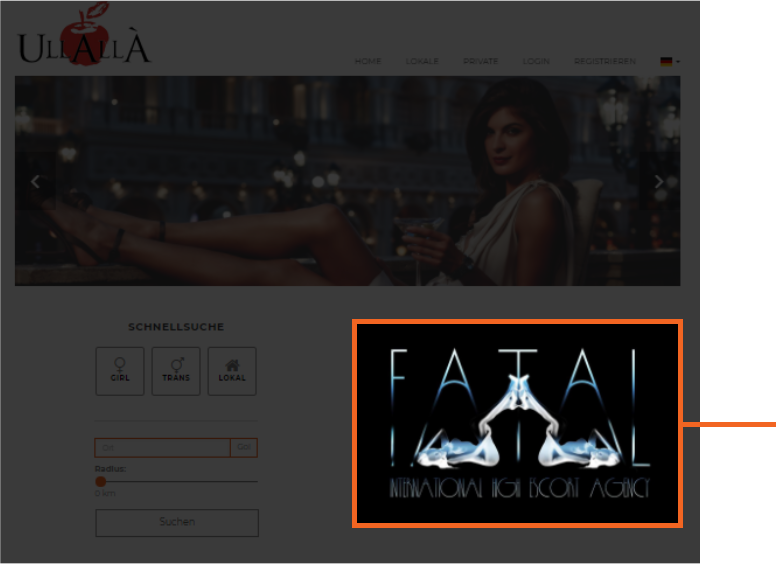 ULLALLÀ
HOME LOKALE PRIVATE LOGIN REGISTRIEREN
SCHNELLSUCHE
GIRL TRANS LOKAL
Ort Go!
Radius:
0 km
Suchen
FATAL
INTERNATIONAL HIGH ESCORT AGENCY